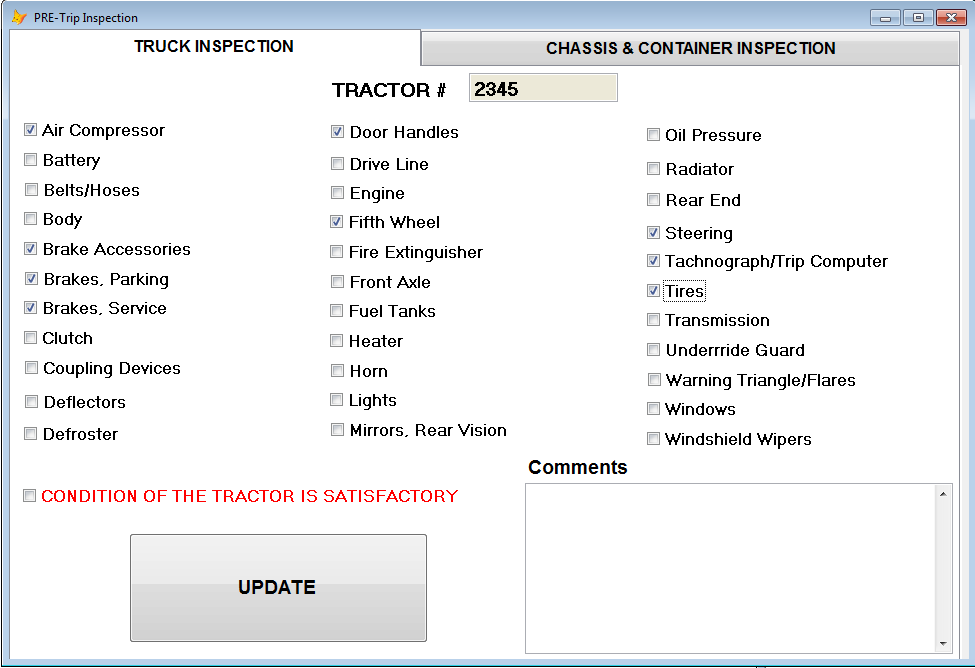 PRE-Trip Inspection
TRUCK INSPECTION
CHASSIS & CONTAINER INSPECTION
TRACTOR #
2345
Air Compressor
Battery
Belts/Hoses
Body
Brake Accessories
Brakes, Parking
Brakes, Service
Clutch
Coupling Devices
Deflectors
Defroster
Door Handles
Drive Line
Engine
Fifth Wheel
Fire Extinguisher
Front Axle
Fuel Tanks
Heater
Horn
Lights
Mirrors, Rear Vision
Oil Pressure
Radiator
Rear End
Steering
Tachnograph/Trip Computer
Tires
Transmission
Underrride Guard
Warning Triangle/Flares
Windows
Windshield Wipers
CONDITION OF THE TRACTOR IS SATISFACTORY
UPDATE
Comments